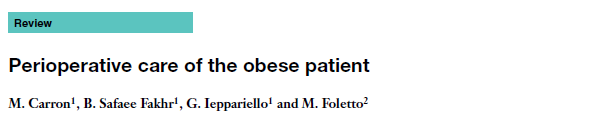 Review
Perioperative care of the obese patient
M. Carron¹, B. Safaee Fakhr¹, G. Ieppariello¹ and M. Foletto²